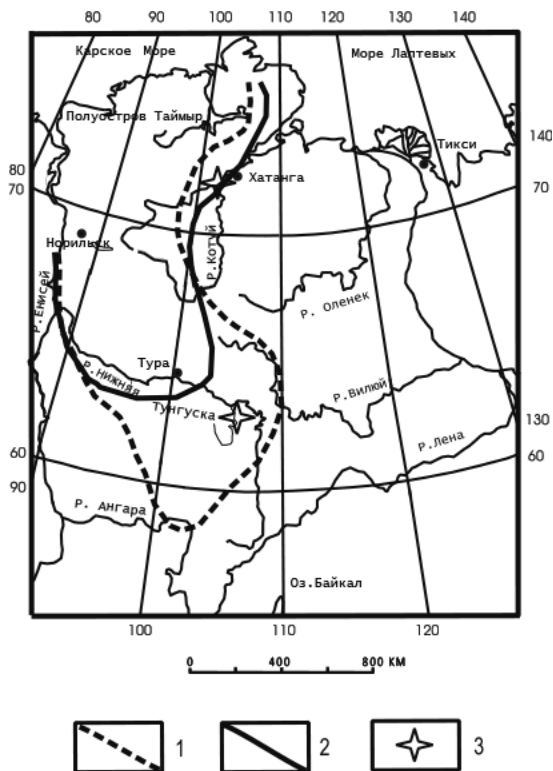 80 90 100 110 120 130 140
Карское Море
Море Лаптевых
Полуостров Таймыр
140
Тикси
80
70
Хатанга
70
Норильск
Р.Котуй
Р.Енисей
Р. Оленек
Тура
Р.Нижняя
Р.Вилюй
Тунгуска
130
Р.Лена
60
60
90
Р. Ангара
Оз.Байкал
100 110 120
0 400 800 КМ
1 2 3